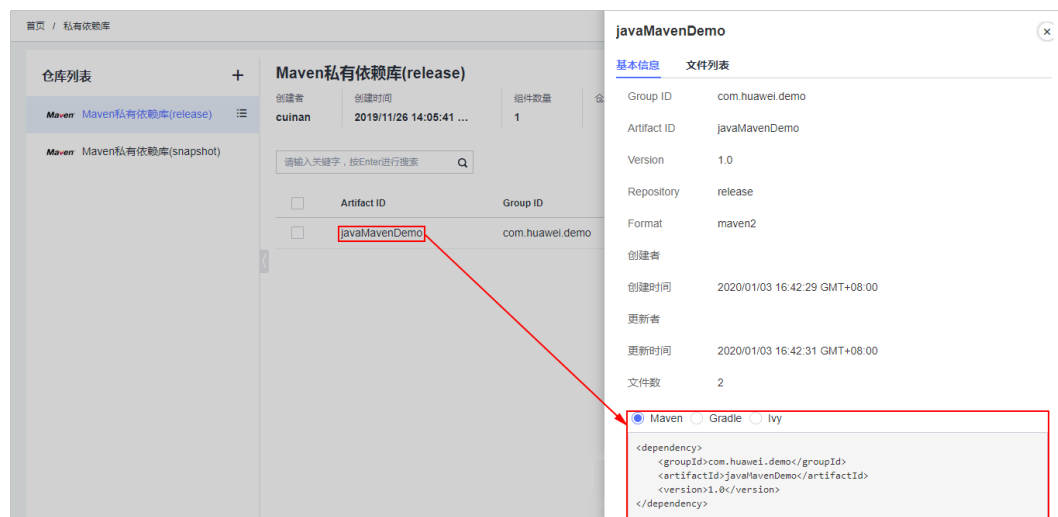 首页 / 私有依赖库
仓库列表 +
Maven Maven私有依赖库(release)
Maven Maven私有依赖库(snapshot)
Maven私有依赖库(release)
创建者 创建时间 组件数量 仓
cuinan 2019/11/26 14:05:41 ... 1
请输入关键字，按Enter进行搜索
Artifact ID Group ID
javaMavenDemo com.huawei.demo
javaMavenDemo
基本信息 文件列表
Group ID com.huawei.demo
Artifact ID javaMavenDemo
Version 1.0
Repository release
Format maven2
创建者
创建时间 2020/01/03 16:42:29 GMT+08:00
更新者
更新时间 2020/01/03 16:42:31 GMT+08:00
文件数 2
Maven Gradle Ivy
<dependency>
<groupId>com.huawei.demo</groupId>
<artifactId>javaMavenDemo</artifactId>
<version>1.0</version>
</dependency>